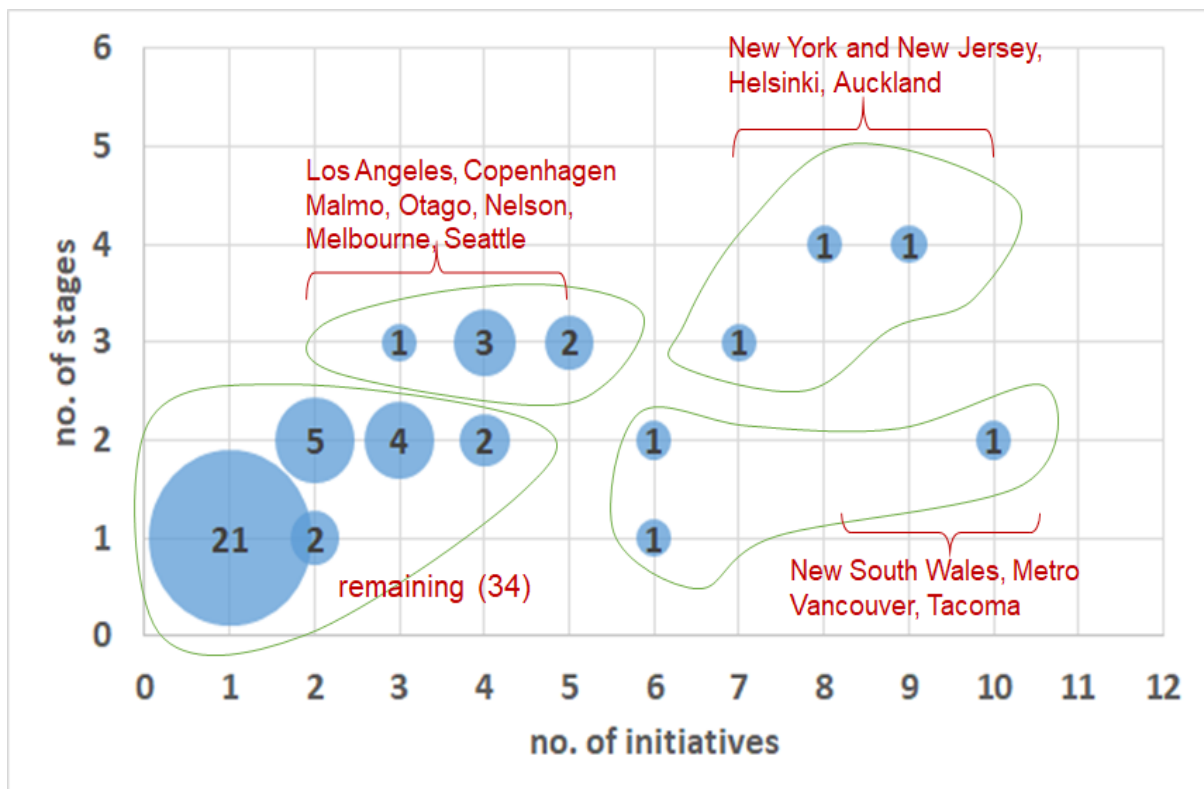 6
5
4
3
2
1
0
no. of stages
New York and New Jersey,
Helsinki, Auckland
Los Angeles, Copenhagen
Malmo, Otago, Nelson,
Melbourne, Seattle
1 1
1 3 2 1
5 4 2 1 1
21 2 1
remaining (34)
New South Wales, Metro
Vancouver, Tacoma
0 1 2 3 4 5 6 7 8 9 10 11 12
no. of initiatives